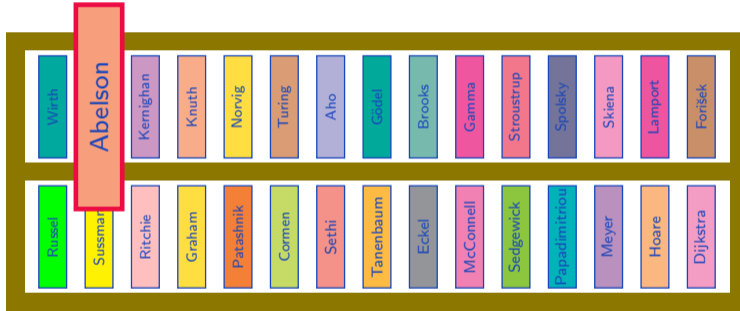 Wirth
Abelson
Kernighan
Knuth
Norvig
Turing
Aho
Gödel
Brooks
Gamma
Stroustrup
Spolsky
Skiena
Lamport
Forišek
Russel
Sussman
Ritchie
Graham
Patashnik
Cormen
Sethi
Tanenbaum
Eckel
McConnell
Sedgewick
Papadimitriou
Meyer
Hoare
Dijkstra